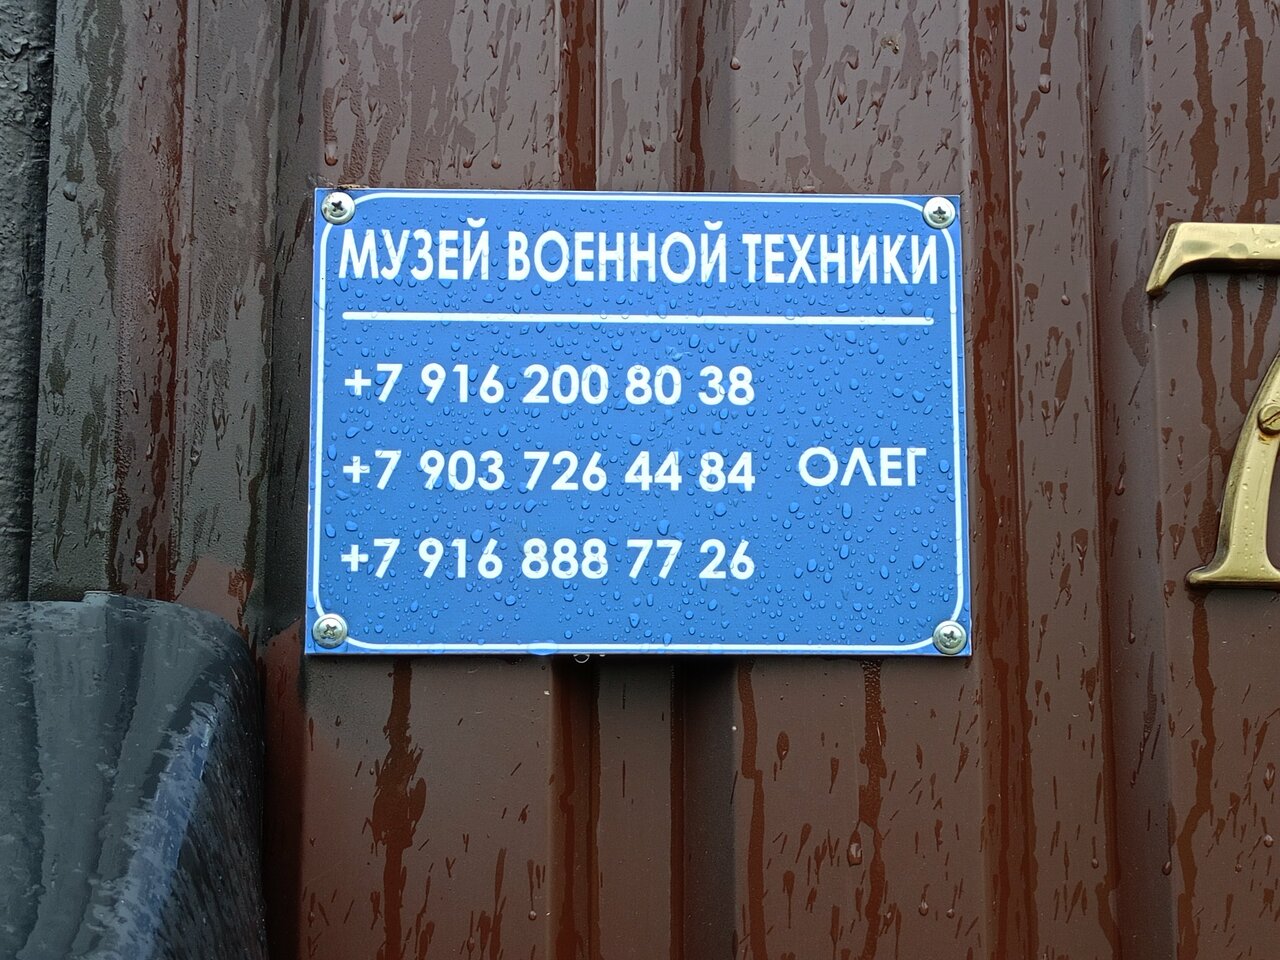 МУЗЕЙ ВОЕННОЙ ТЕХНИКИ
+7 916 200 80 38
+7 903 726 44 84 ОЛЕГ
+7 916 888 77 26
7